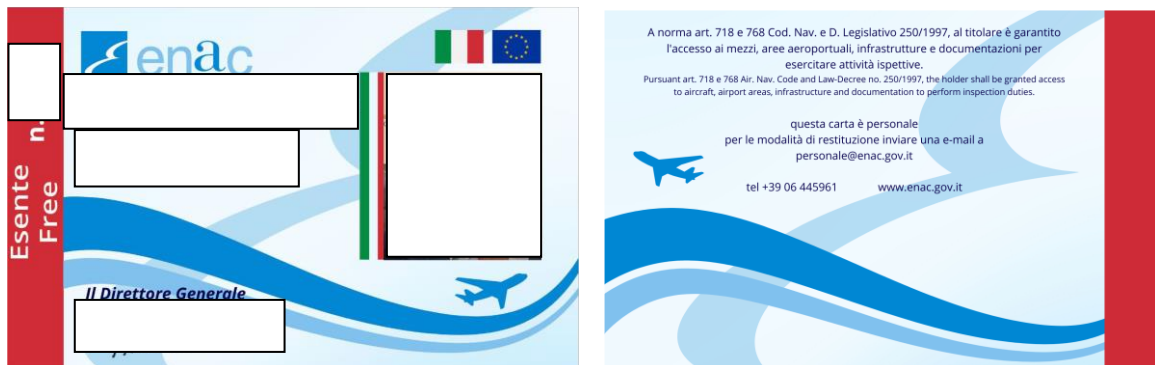 enac
Esente n.
Free
Il Direttore Generale
A norma art. 718 e 768 Cod. Nav. e D. Legislativo 250/1997, al titolare è garantito
l'accesso ai mezzi, aree aeroportuali, infrastrutture e documentazioni per
esercitare attività ispettive.
Pursuant art. 718 e 768 Air. Nav. Code and Law-Decree no. 250/1997, the holder shall be granted access
to aircraft, airport areas, infrastructure and documentation to perform inspection duties.
questa carta è personale
per le modalità di restituzione inviare una e-mail a
personale@enac.gov.it
tel +39 06 445961 www.enac.gov.it